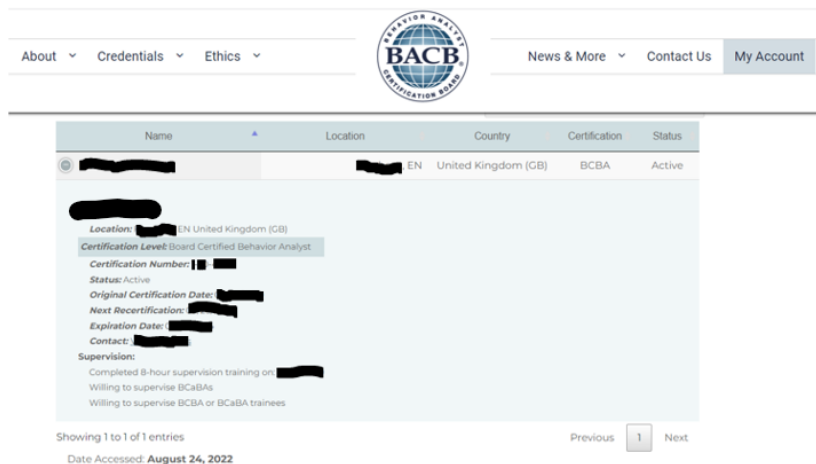 About Credentials Ethics
BEHAVIOR ANALYST
BACB
CERTIFICATION BOARD
News & More Contact Us My Account
Name Location Country Certification Status
, EN United Kingdom (GB) BCBA Active
Location: EN United Kingdom (GB)
Certification Level: Board Certified Behavior Analyst
Certification Number:
Status: Active
Original Certification Date:
Next Recertification:
Expiration Date:
Contact:
Supervision:
Completed 8-hour supervision training on:
Willing to supervise BCaBAs
Willing to supervise BCBA or BCaBA trainees
Showing 1 to 1 of 1 entries
Previous 1 Next
Date Accessed: August 24, 2022